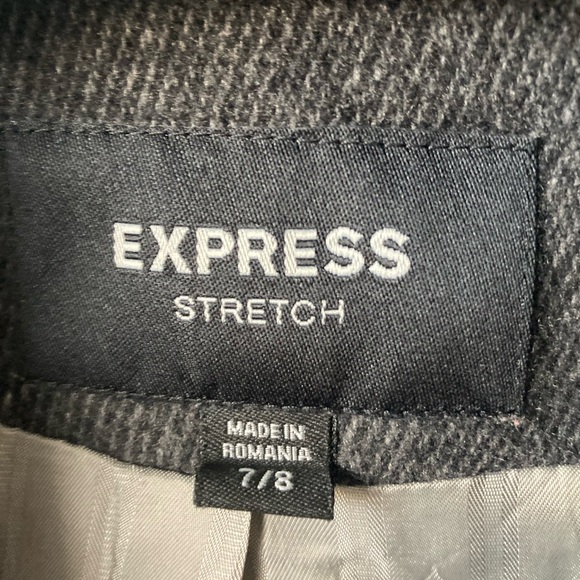 EXPRESS
STRETCH
MADE IN
ROMANIA
7/8